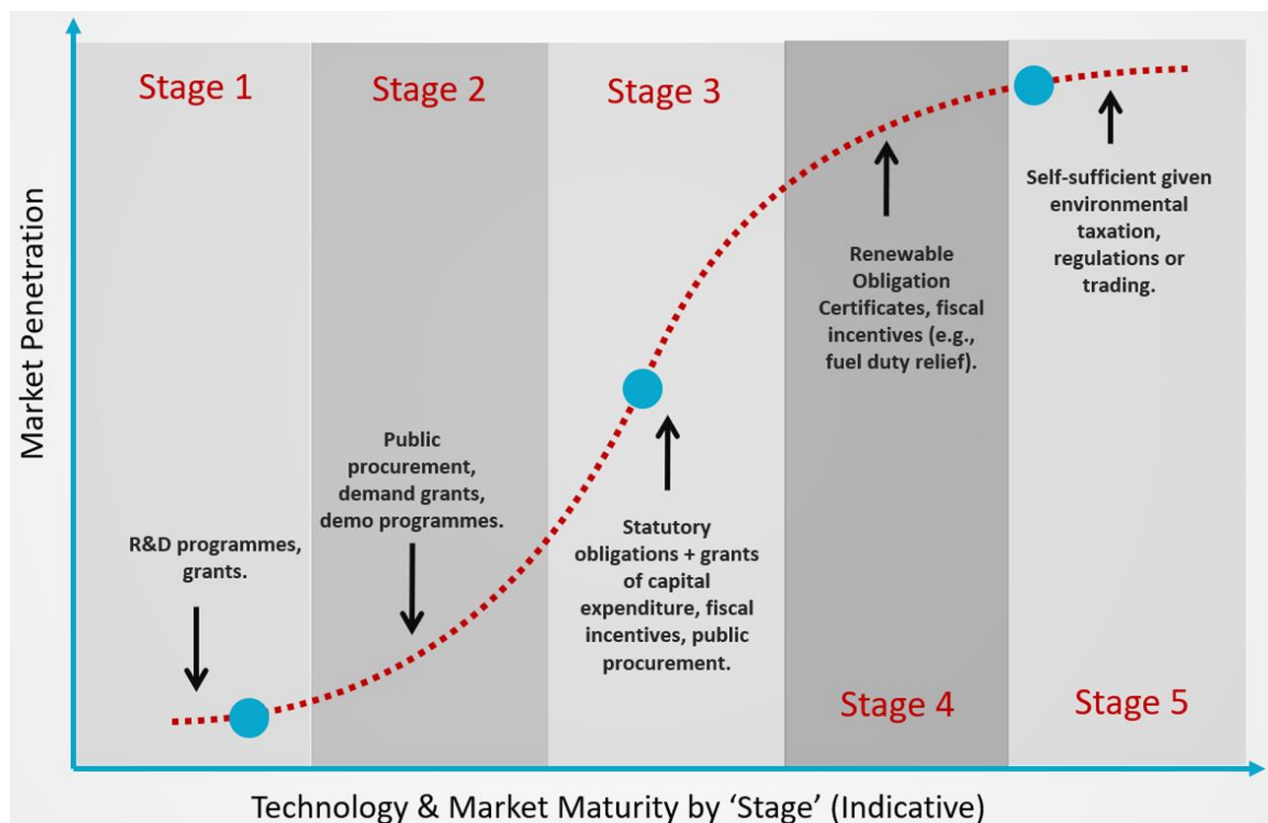 Stage 1
Stage 2
Stage 3
Market Penetration
R&D programmes,
grants.
Public
procurement,
demand grants,
demo programmes.
Statutory
obligations + grants
of capital
expenditure, fiscal
incentives, public
procurement.
Renewable
Obligation
Certificates, fiscal
incentives (e.g.,
fuel duty relief).
Self-sufficient given
environmental
taxation,
regulations or
trading.
Stage 4
Stage 5
Technology & Market Maturity by ‘Stage’ (Indicative)